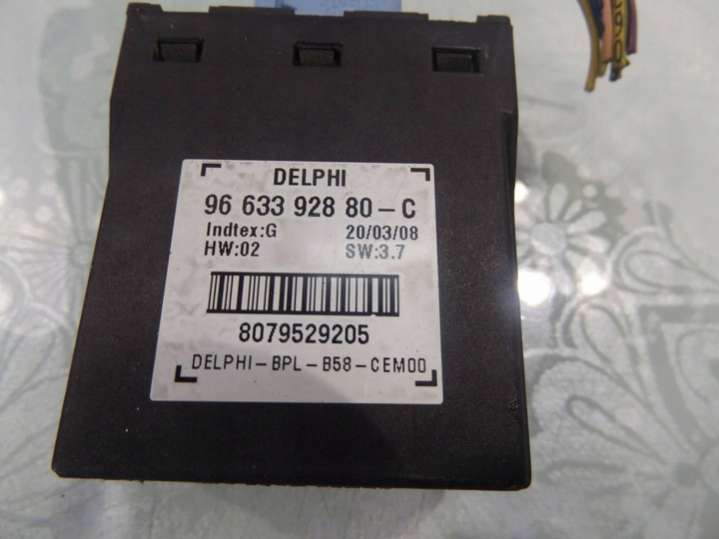 DELPHI
96 633 928 80-C
Indtex:G 20/03/08
HW:02 SW:3.7
8079529205
DELPHI-BPL-B58-CEM00